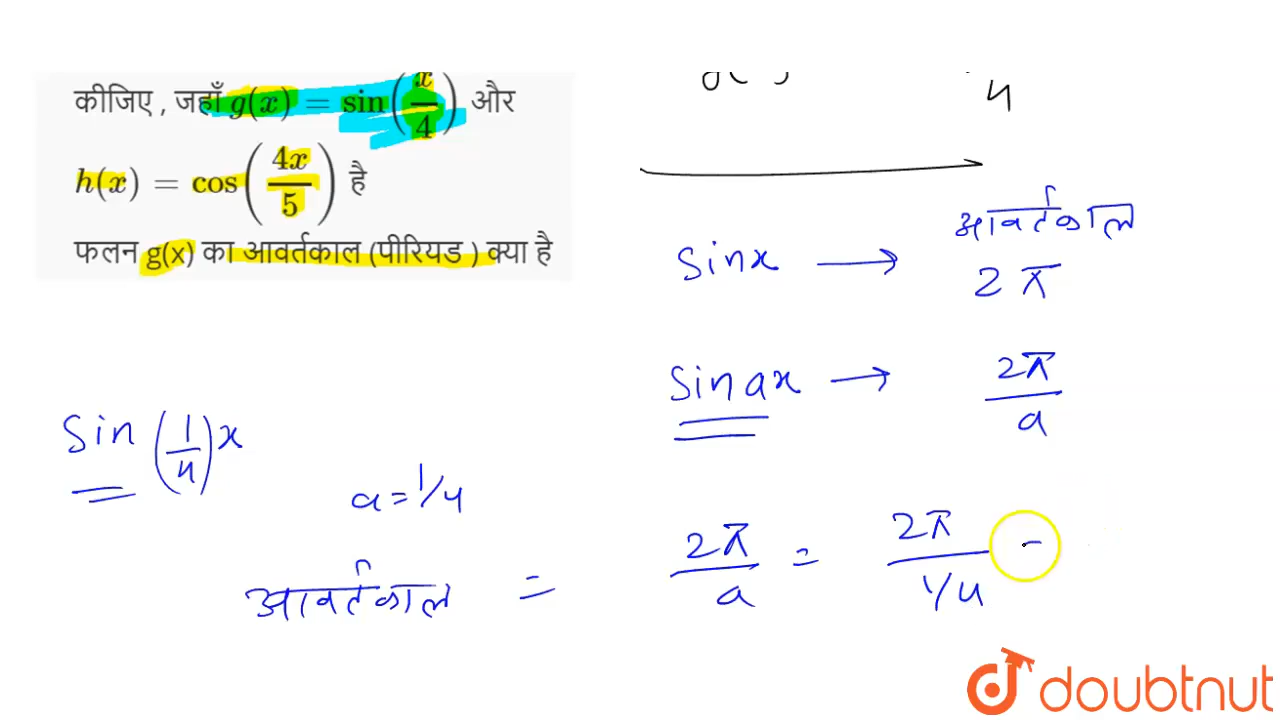 कीजिए , जहाँ g(x) = sin(x/4) और
h(x) = cos(4x/5) है
फलन g(x) का आवर्तकाल (पीरियड ) क्या है
4
आवर्तकाल
sinx → 2π
sin ax → 2π/a
sin (1/4)x
a = 1/4
आवर्तकाल = 2π/a = 2π/1/4 =
doubtnut